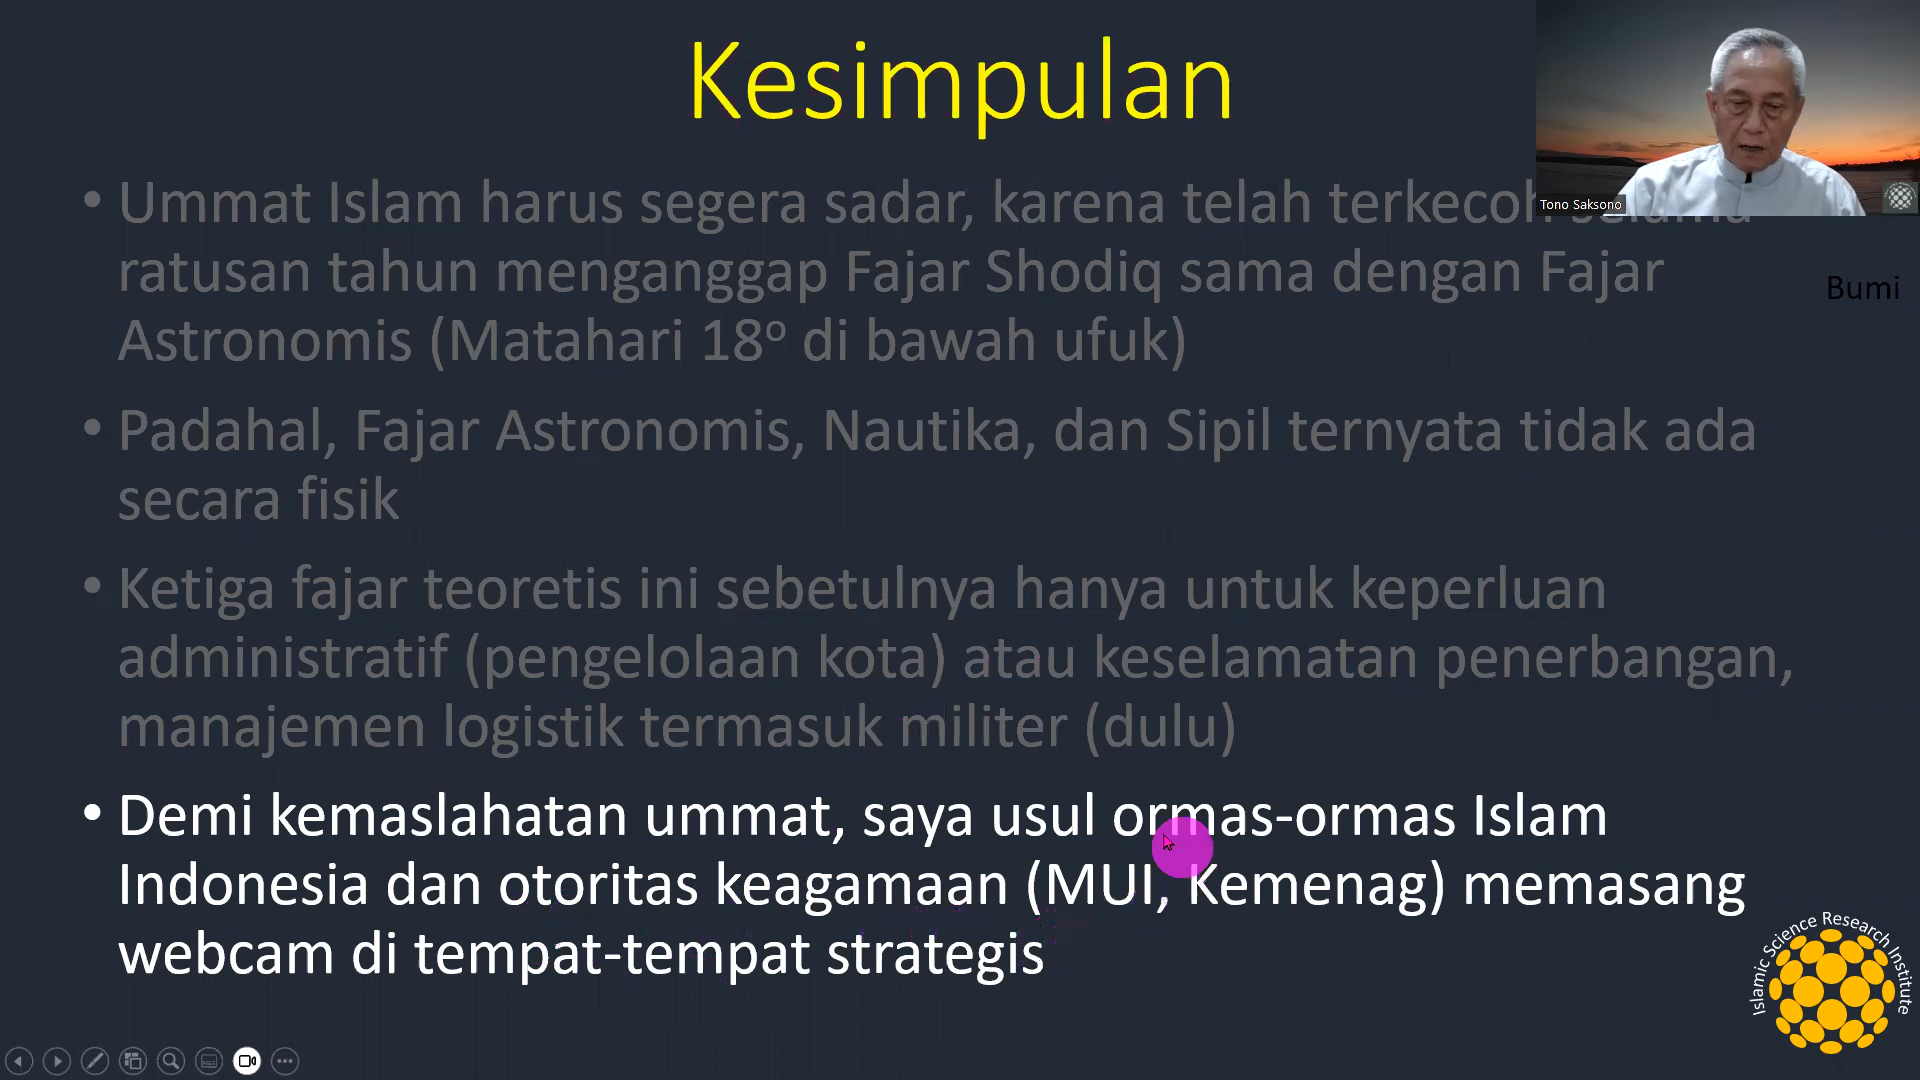 Kesimpulan
Tono Saksono
• Ummat Islam harus segera sadar, karena telah terkecoh selama
ratusan tahun menganggap Fajar Shodiq sama dengan Fajar
Bumi
Astronomis (Matahari 18° di bawah ufuk)
• Padahal, Fajar Astronomis, Nautika, dan Sipil ternyata tidak ada
secara fisik
• Ketiga fajar teoretis ini sebetulnya hanya untuk keperluan
administratif (pengelolaan kota) atau keselamatan penerbangan,
manajemen logistik termasuk militer (dulu)
• Demi kemaslahatan ummat, saya usul ormas-ormas Islam
Indonesia dan otoritas keagamaan (MUI, Kemenag) memasang
webcam di tempat-tempat strategis
Islamic Science Research Institute